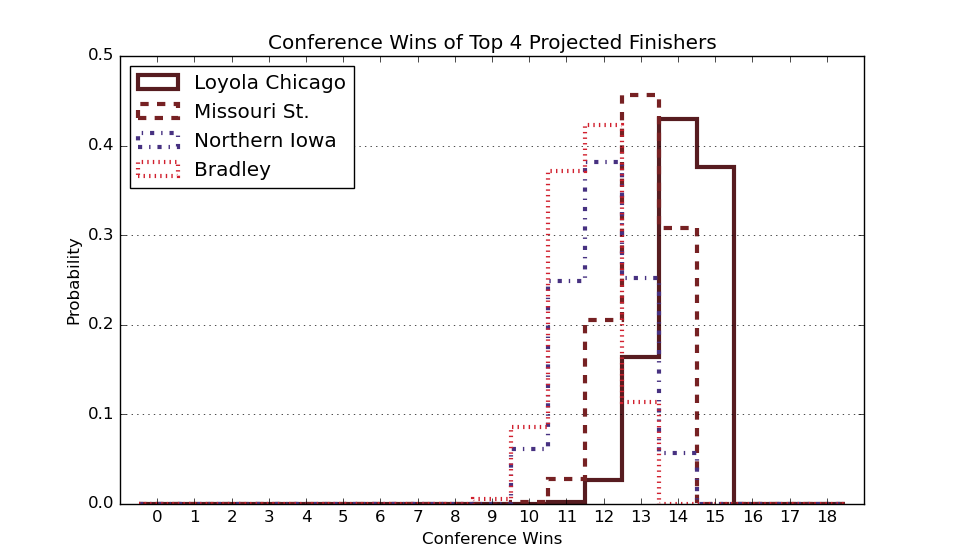 Conference Wins of Top 4 Projected Finishers
0.5
0.4
0.3
0.2
0.1
0.0
Probability
Loyola Chicago
Missouri St.
Northern Iowa
Bradley
0 1 2 3 4 5 6 7 8 9 10 11 12 13 14 15 16 17 18
Conference Wins